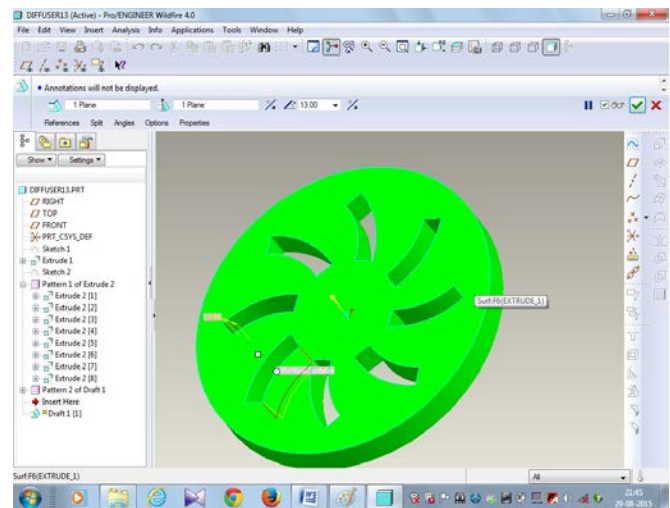 DIFFUSER13 (Active) - Pro/ENGINEER Wildfire 4.0
File Edit View Insert Analysis Info Applications Tools Window Help
• Annotations will not be displayed.
1 Plane 1 Plane 13.00
References Split Angles Options Properties
Show Settings
DIFFUSER13.PRT
RIGHT
TOP
FRONT
PRT_CSYS_DEF
Sketch 1
Extrude 1
Sketch 2
Pattern 1 of Extrude 2
Extrude 2 [1]
Extrude 2 [2]
Extrude 2 [3]
Extrude 2 [4]
Extrude 2 [5]
Extrude 2 [6]
Extrude 2 [7]
Extrude 2 [8]
Pattern 2 of Draft 1
Insert Here
Draft 1 [1]
13.00
Surf:F6(EXTRUDE_1)
Surf:F6(EXTRUDE_1)
All
21:45
29-08-2015